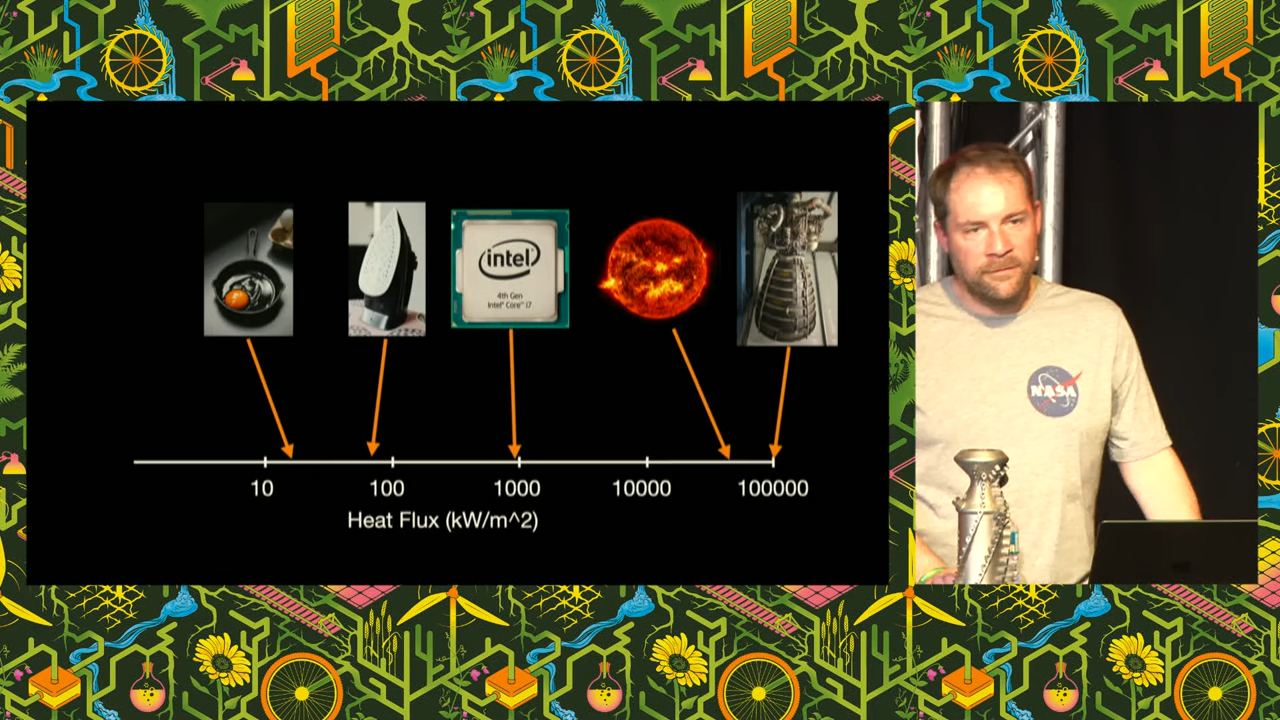 intel
4th Gen
Intel® Core™ i7
10
100
1000
10000
100000
Heat Flux (kW/m^2)
NASA